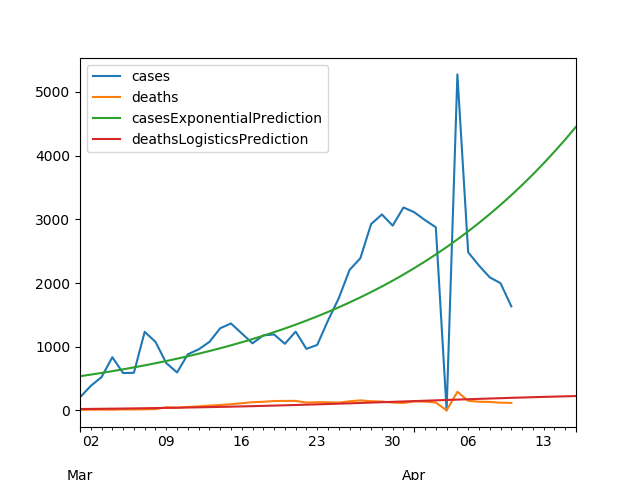 cases
deaths
casesExponentialPrediction
deathsLogisticsPrediction
5000
4000
3000
2000
1000
0
02 09 16 23 30 06 13
Mar Apr